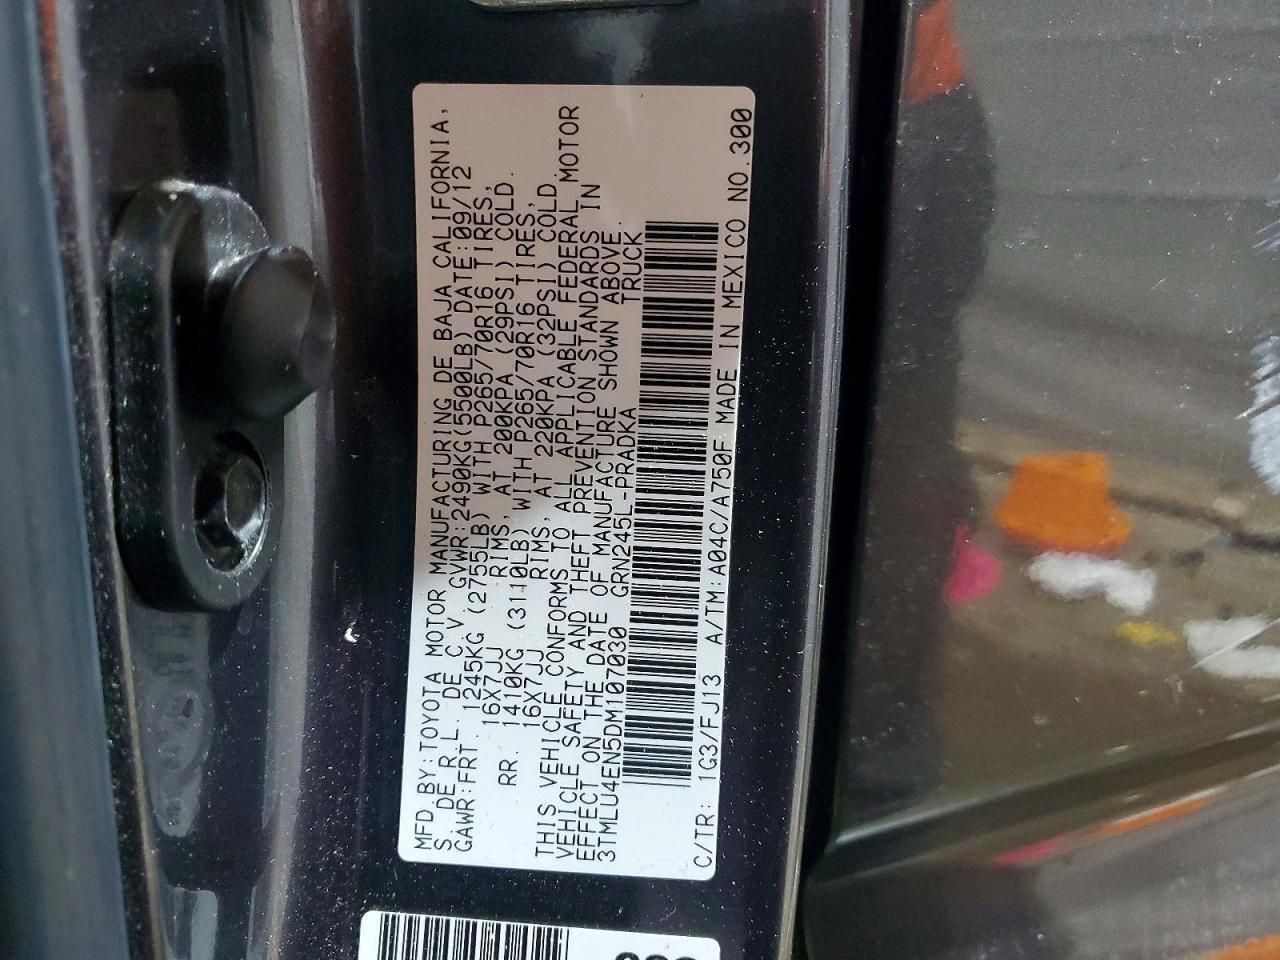 MFD.BY:TOYOTA MOTOR MANUFACTURING DE BAJA CALIFORNIA,
S. DE R.L. DE C.V. GVWR:2490KG(5500LB) DATE:09/12
GAWR:FRT. 1245KG (2755LB) WITH P265/70R16 TIRES,
16X7JJ RIMS, AT 200KPA (29PSI) COLD.
RR. 1410KG (3110LB) WITH P265/70R16 TIRES,
16X7JJ RIMS, AT 220KPA (32PSI) COLD.
THIS VEHICLE CONFORMS TO ALL APPLICABLE FEDERAL MOTOR
VEHICLE SAFETY AND THEFT PREVENTION STANDARDS IN
EFFECT ON THE DATE OF MANUFACTURE SHOWN ABOVE.
3TMLU4EN5DM107030 GRN245L-PRADKA TRUCK
C/TR: 1G3/FJ13 A/TM:A04C/A750F MADE IN MEXICO NO.300